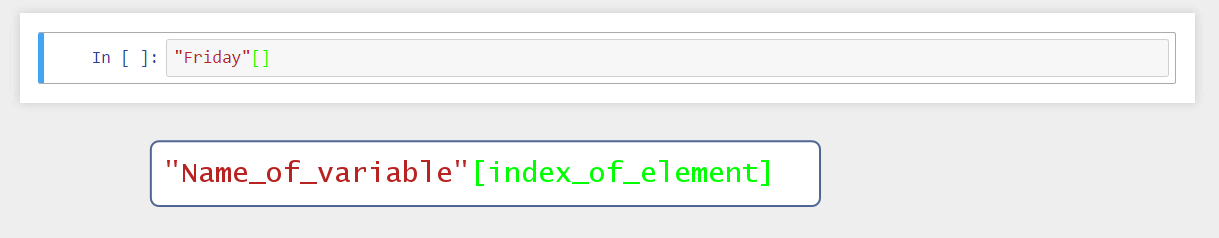 In [ ]: "Friday"[]
"Name_of_variable"[index_of_element]